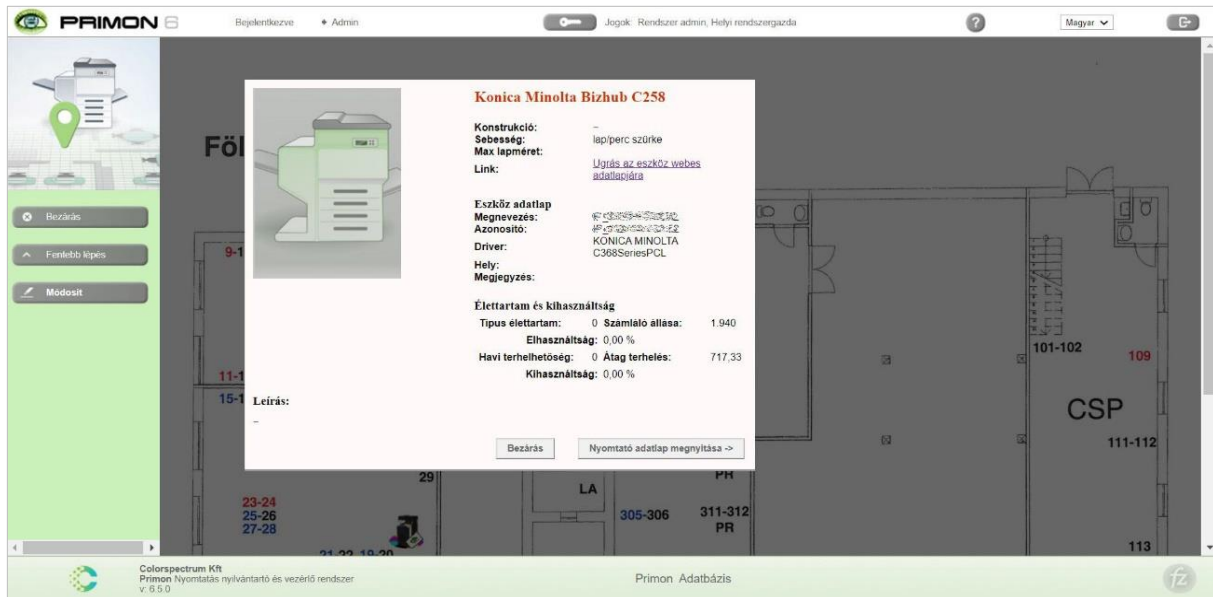 PRIMON 6
Bejelentkezve
Admin
Jogok: Rendszer admin, Helyi rendszergazda
?
Magyar
Bezárás
Fentebb lépés
Módosít
Konica Minolta Bizhub C258
Konstrukció: –
Sebesség: lap/perc szürke
Max lapméret:
Link: Ugrás az eszköz webes
adatlapjára
Eszköz adatlap
Megnevezés:
Azonosító:
Driver: KONICA MINOLTA
C368SeriesPCL
Hely:
Megjegyzés:
Élettartam és kihasználtság
Tipus élettartam: 0 Számláló állása: 1.940
Elhasználtság: 0,00 %
Havi terhelhetőség: 0 Átag terhelés: 717,33
Kihasználtság: 0,00 %
Leírás:
–
Bezárás
Nyomtató adatlap megnyitása ->
Föl
9-1
11-1
15-1
29
23-24
25-26
27-28
21-22 19-20
LA
305-306
PR
311-312
PR
101-102
109
CSP
111-112
113
Colorspectrum Kft
Primon Nyomtatás nyilvántartó és vezérlő rendszer
v: 6.5.0
Primon Adatbázis
fz